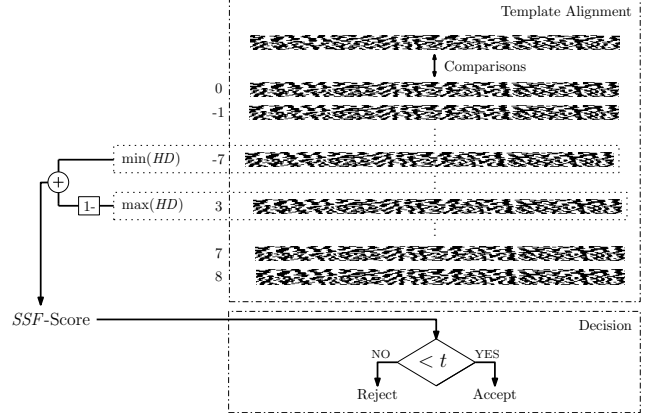 Template Alignment
Comparisons
0
-1
min(HD) -7
+
1- max(HD) 3
7
8
SSF-Score
Decision
NO < t YES
Reject Accept